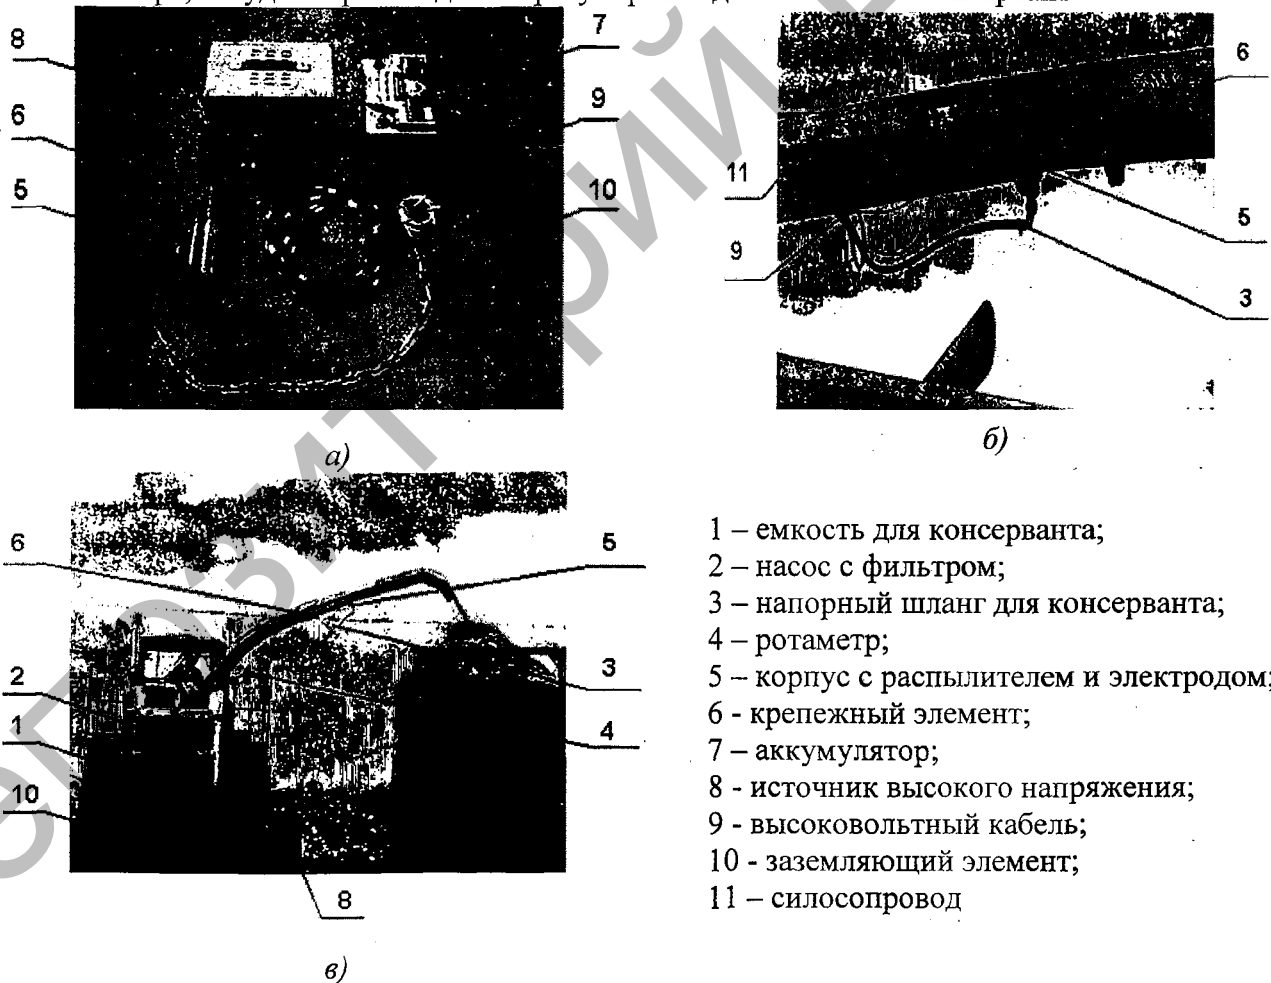 8
7
6
9
5
10
а)
6
11
5
9
3
б)
6
5
2
3
1
4
10
8
в)
1 – емкость для консерванта;
2 – насос с фильтром;
3 – напорный шланг для консерванта;
4 – ротаметр;
5 – корпус с распылителем и электродом;
6 - крепежный элемент;
7 – аккумулятор;
8 - источник высокого напряжения;
9 - высоковольтный кабель;
10 - заземляющий элемент;
11 – силосопровод